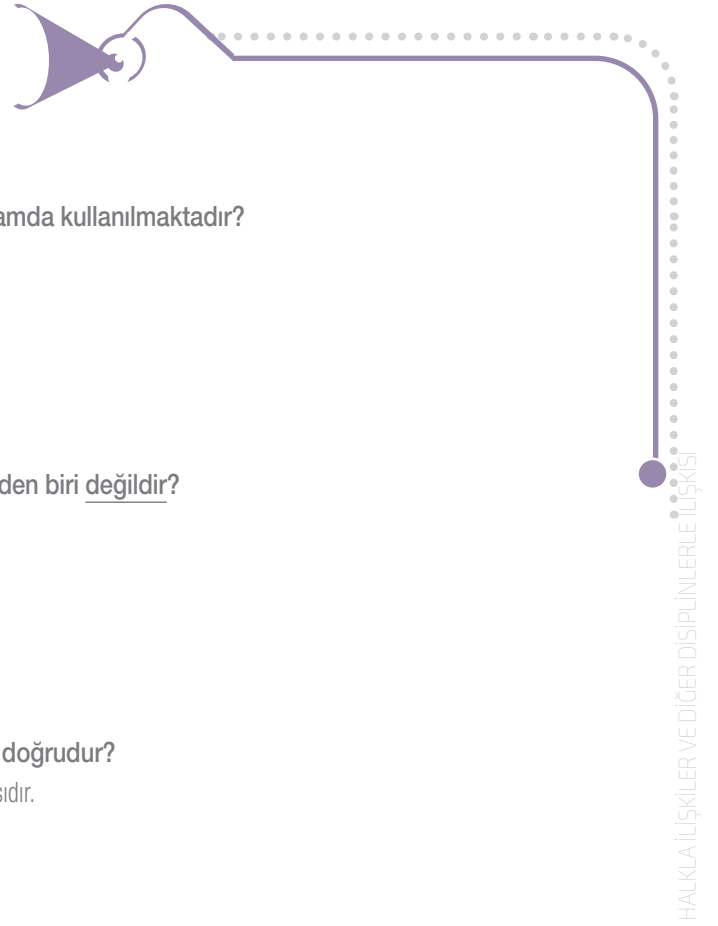 amda kullanılmaktadır?
den biri değildir?
doğrudur?
sıdır.
HALKLA İLİŞKİLER VE DİĞER DİSİPLİNLERLE İLİŞKİSİ